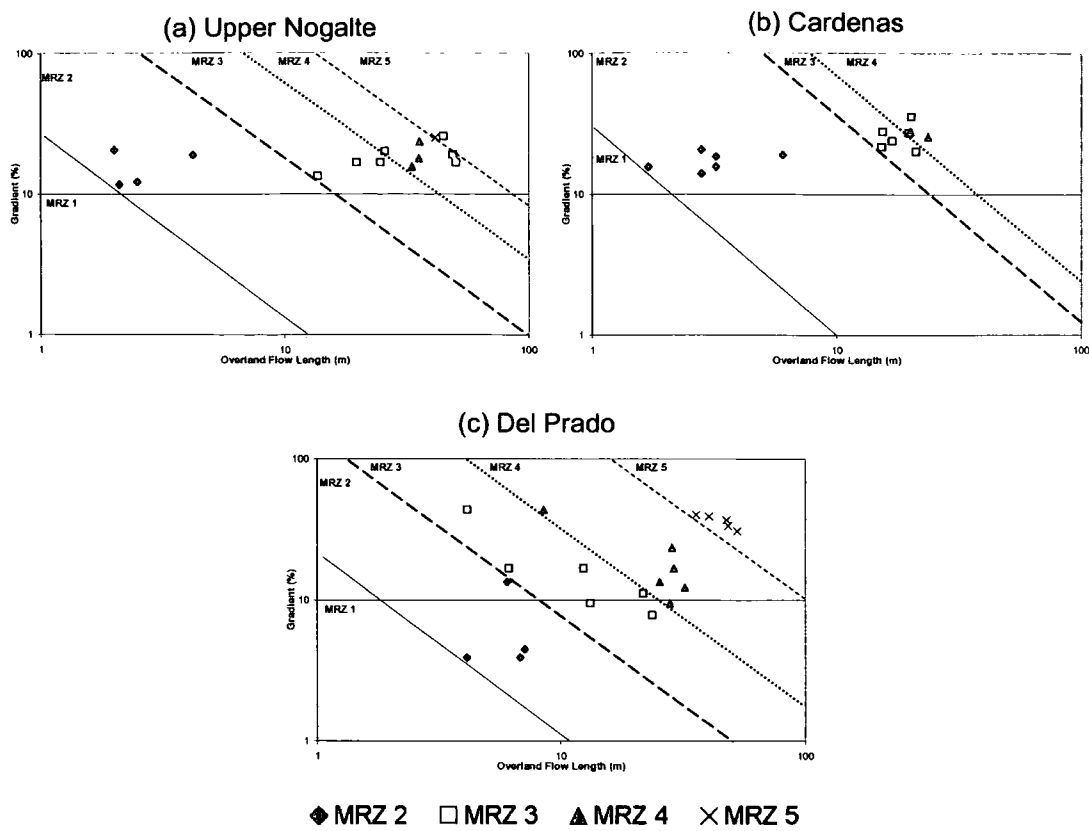 (a) Upper Nogalte
100
MRZ 2
MRZ 3
MRZ 4
MRZ 5
Gradient (%)
10
MRZ 1
1
1
10
100
Overland Flow Length (m)
(b) Cardenas
100
MRZ 2
MRZ 3
MRZ 4
MRZ 1
Gradient (%)
10
1
1
10
100
Overland Flow Length (m)
(c) Del Prado
100
MRZ 3
MRZ 4
MRZ 5
MRZ 2
Gradient (%)
10
MRZ 1
1
1
10
100
Overland Flow Length (m)
MRZ 2 MRZ 3 MRZ 4 MRZ 5